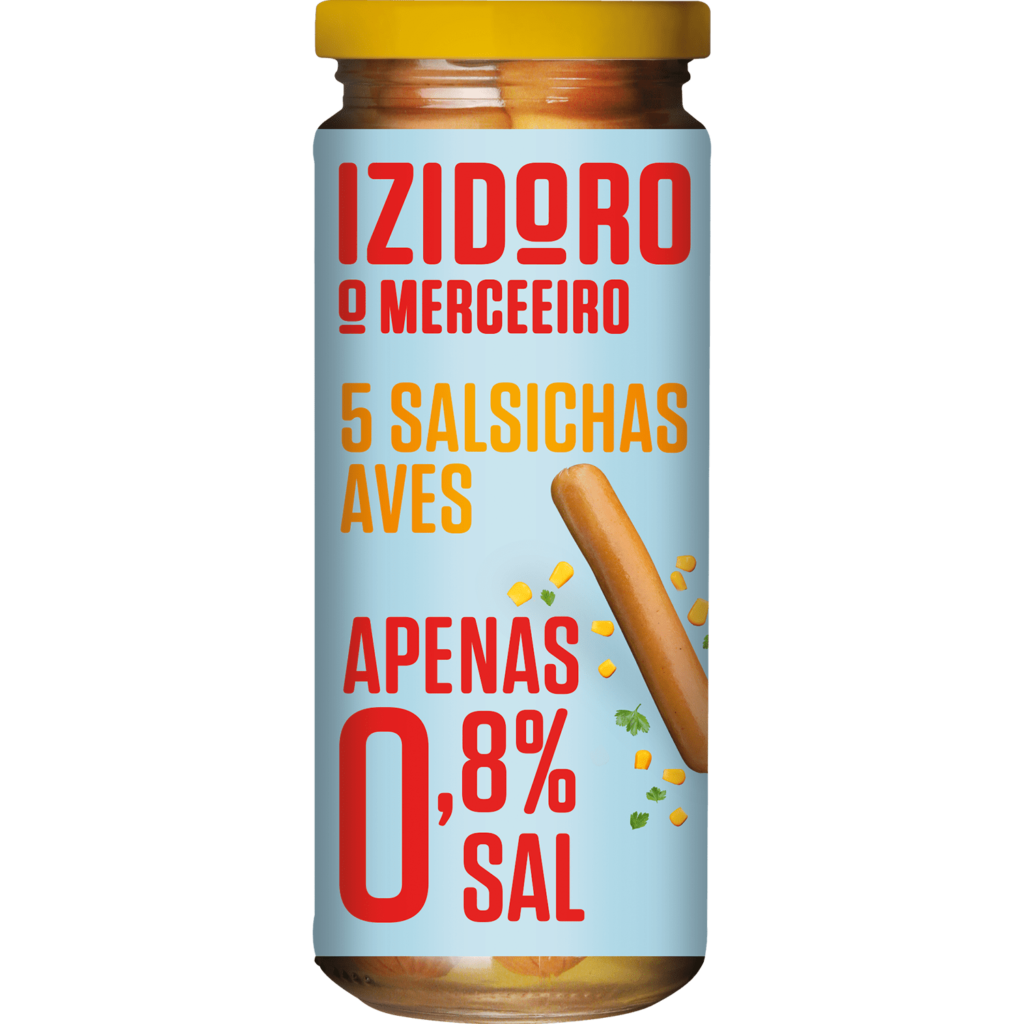 IZIDORO
O MERCEEIRO
5 SALSICHAS
AVES
APENAS
0,8%
SAL